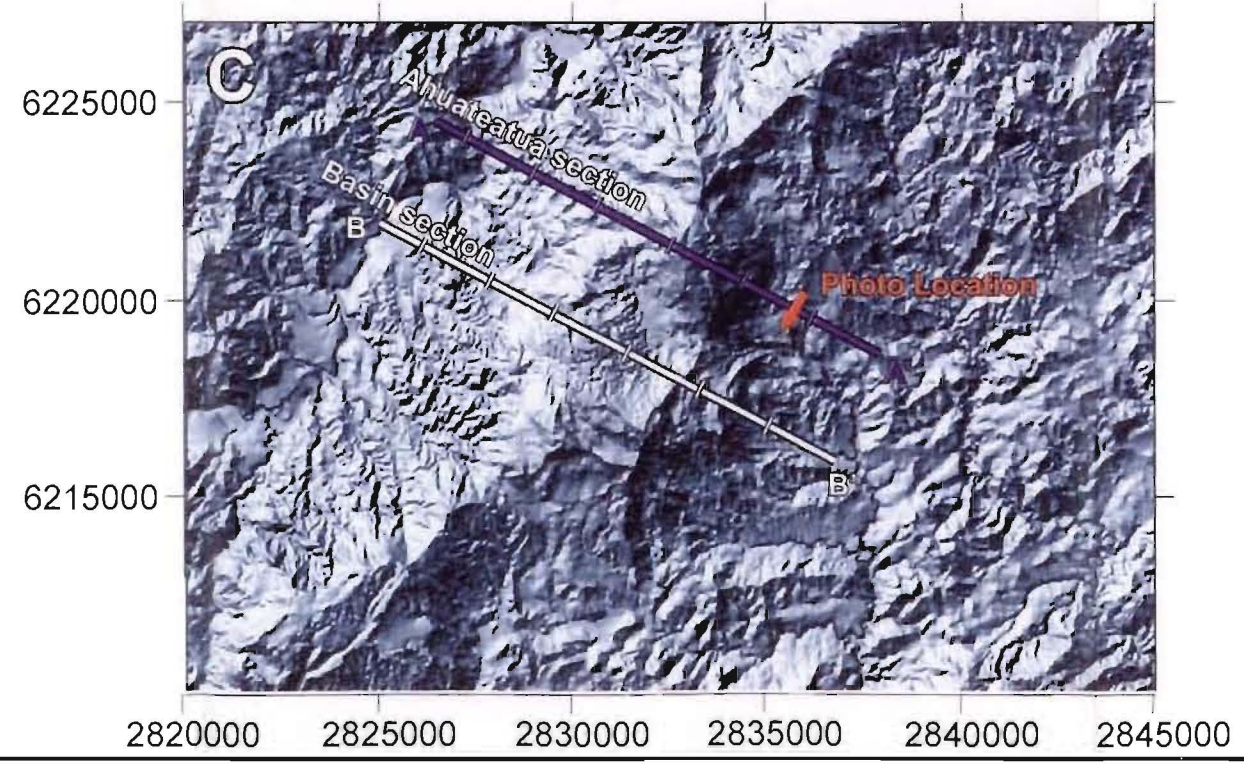 C
6225000
Ahuateatua section
A
Basin section
B
6220000
Photo Location
A'
6215000
B'
2820000 2825000 2830000 2835000 2840000 2845000